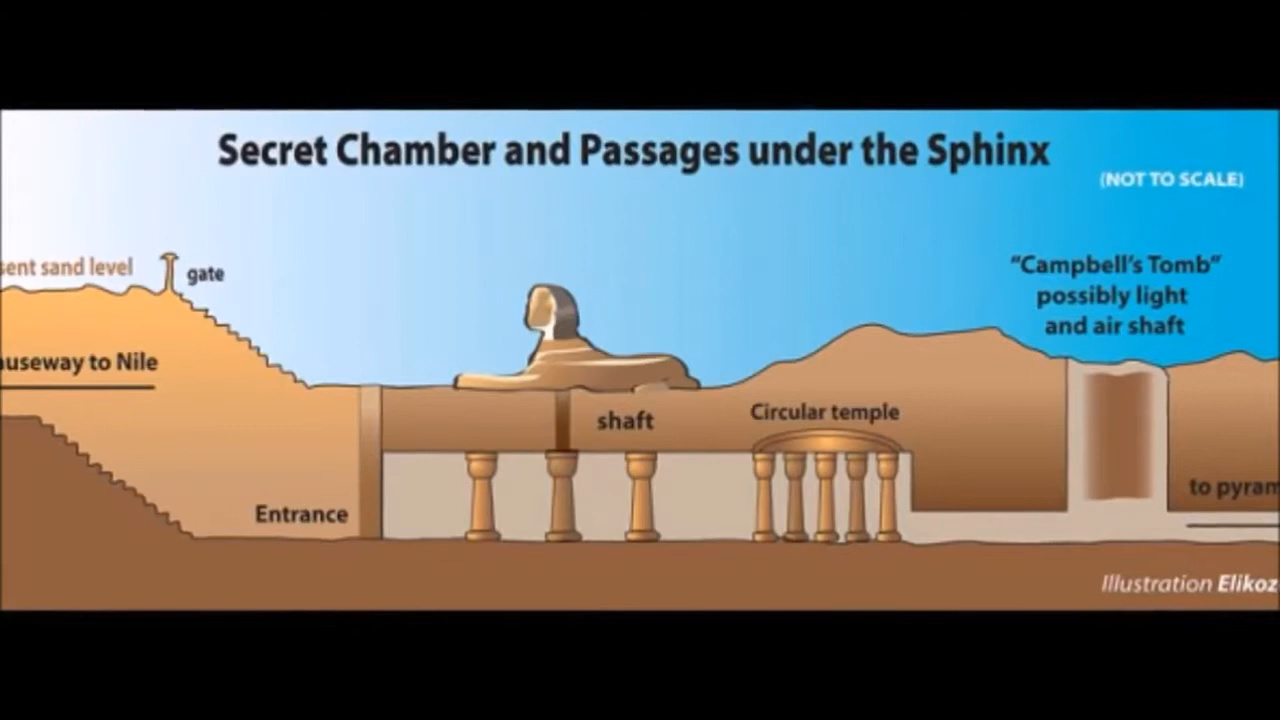 Secret Chamber and Passages under the Sphinx
(NOT TO SCALE)
sent sand level
gate
"Campbell's Tomb"
possibly light
and air shaft
auseway to Nile
shaft
Circular temple
Entrance
to pyram
Illustration Elikoz